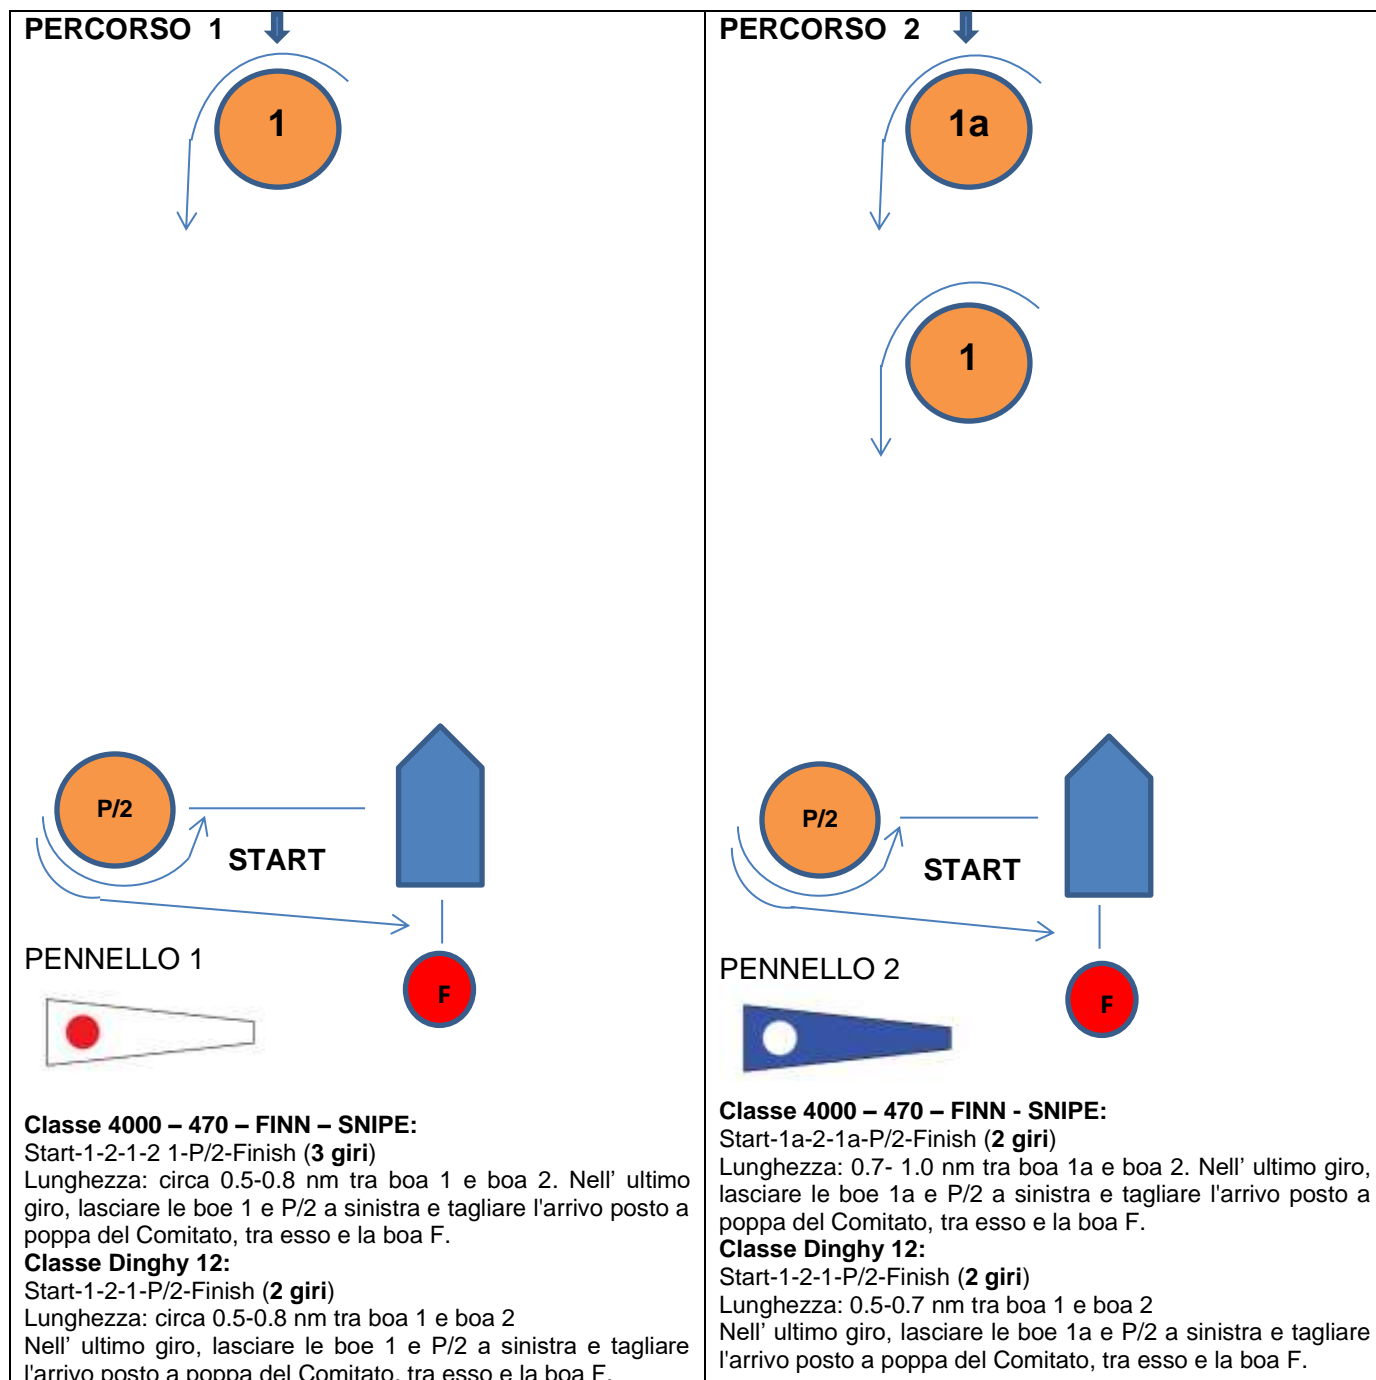 PERCORSO 1
1
P/2
START
PENNELLO 1
F
Classe 4000 – 470 – FINN – SNIPE:
Start-1-2-1-2 1-P/2-Finish (3 giri)
Lunghezza: circa 0.5-0.8 nm tra boa 1 e boa 2. Nell' ultimo
giro, lasciare le boe 1 e P/2 a sinistra e tagliare l'arrivo posto a
poppa del Comitato, tra esso e la boa F.
Classe Dinghy 12:
Start-1-2-1-P/2-Finish (2 giri)
Lunghezza: circa 0.5-0.8 nm tra boa 1 e boa 2
Nell' ultimo giro, lasciare le boe 1 e P/2 a sinistra e tagliare
l'arrivo posto a poppa del Comitato, tra esso e la boa F.
PERCORSO 2
1a
1
P/2
START
PENNELLO 2
F
Classe 4000 – 470 – FINN - SNIPE:
Start-1a-2-1a-P/2-Finish (2 giri)
Lunghezza: 0.7- 1.0 nm tra boa 1a e boa 2. Nell' ultimo giro,
lasciare le boe 1a e P/2 a sinistra e tagliare l'arrivo posto a
poppa del Comitato, tra esso e la boa F.
Classe Dinghy 12:
Start-1-2-1-P/2-Finish (2 giri)
Lunghezza: 0.5-0.7 nm tra boa 1 e boa 2
Nell' ultimo giro, lasciare le boe 1a e P/2 a sinistra e tagliare
l'arrivo posto a poppa del Comitato, tra esso e la boa F.